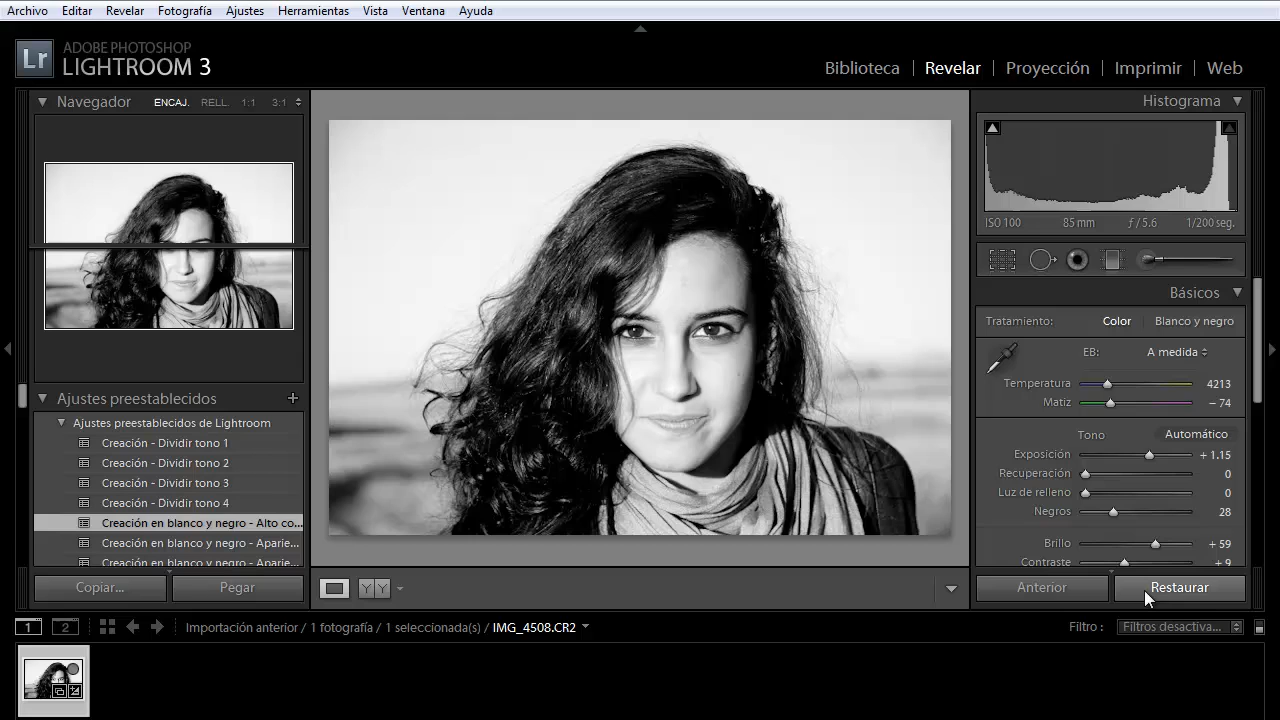 Archivo Editar Revelar Fotografía Ajustes Herramientas Vista Ventana Ayuda
Lr ADOBE PHOTOSHOP
LIGHTROOM 3
Biblioteca Revelar Proyección Imprimir Web
Navegador ENCAJ. RELL. 1:1 3:1
Ajustes preestablecidos +
Ajustes preestablecidos de Lightroom
Creación - Dividir tono 1
Creación - Dividir tono 2
Creación - Dividir tono 3
Creación - Dividir tono 4
Creación en blanco y negro - Alto co...
Creación en blanco y negro - Aparie...
Creación en blanco y negro - Aparie...
Copiar... Pegar
Histograma
ISO 100 85 mm ƒ / 5.6 1/200 seg.
Básicos
Tratamiento: Color Blanco y negro
EB: A medida
Temperatura 4213
Matiz − 74
Tono Automático
Exposición + 1.15
Recuperación 0
Luz de relleno 0
Negros 28
Brillo + 59
Contraste + 9
Anterior Restaurar
YY
1 2 Importación anterior / 1 fotografía / 1 seleccionada(s) / IMG_4508.CR2 Filtro : Filtros desactiva...